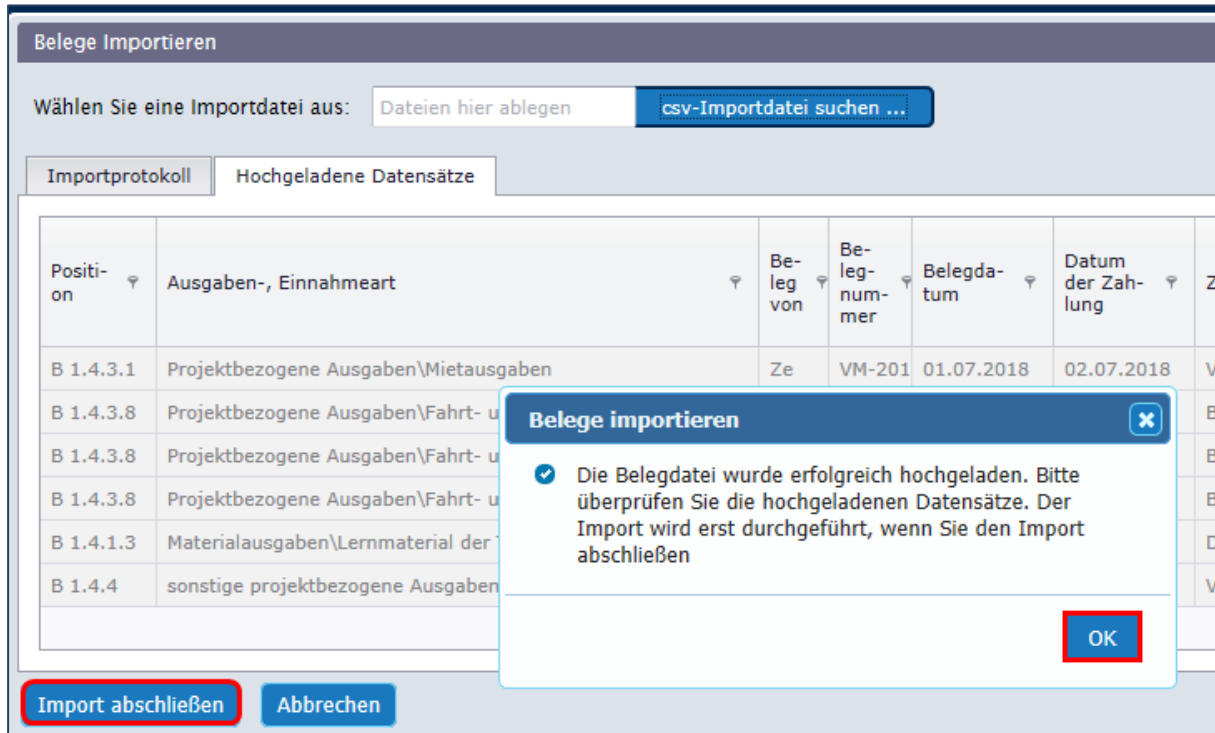 Belege Importieren
Wählen Sie eine Importdatei aus: Dateien hier ablegen csv-Importdatei suchen ...
Importprotokoll Hochgeladene Datensätze
Positi-
on
Ausgaben-, Einnahmeart
Be-
leg
von
Be-
leg-
num-
mer
Belegda-
tum
Datum
der Zah-
lung
Z
B 1.4.3.1 Projektbezogene Ausgaben\Mietausgaben Ze VM-201 01.07.2018 02.07.2018 V
B 1.4.3.8 Projektbezogene Ausgaben\Fahrt- u
B 1.4.3.8 Projektbezogene Ausgaben\Fahrt- u
B 1.4.3.8 Projektbezogene Ausgaben\Fahrt- u
B 1.4.1.3 Materialausgaben\Lernmaterial der
B 1.4.4 sonstige projektbezogene Ausgaben
Belege importieren
Die Belegdatei wurde erfolgreich hochgeladen. Bitte
überprüfen Sie die hochgeladenen Datensätze. Der
Import wird erst durchgeführt, wenn Sie den Import
abschließen
OK
Import abschließen Abbrechen